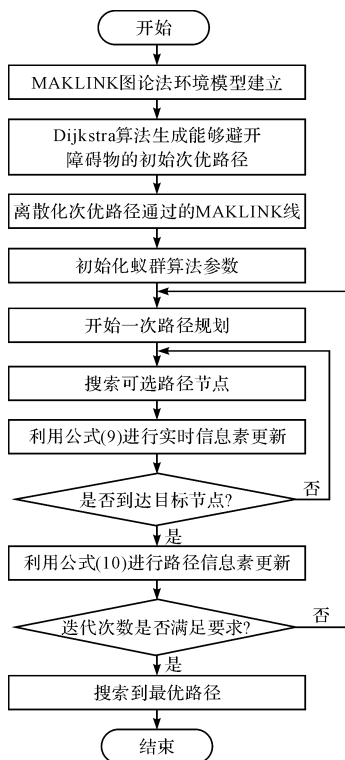 开始
MAKLINK图论法环境模型建立
Dijkstra算法生成能够避开
障碍物的初始次优路径
离散化次优路径通过的MAKLINK线
初始化蚁群算法参数
开始一次路径规划
搜索可选路径节点
利用公式(9)进行实时信息素更新
是否到达目标节点?
否
是
利用公式(10)进行路径信息素更新
迭代次数是否满足要求?
否
是
搜索到最优路径
结束